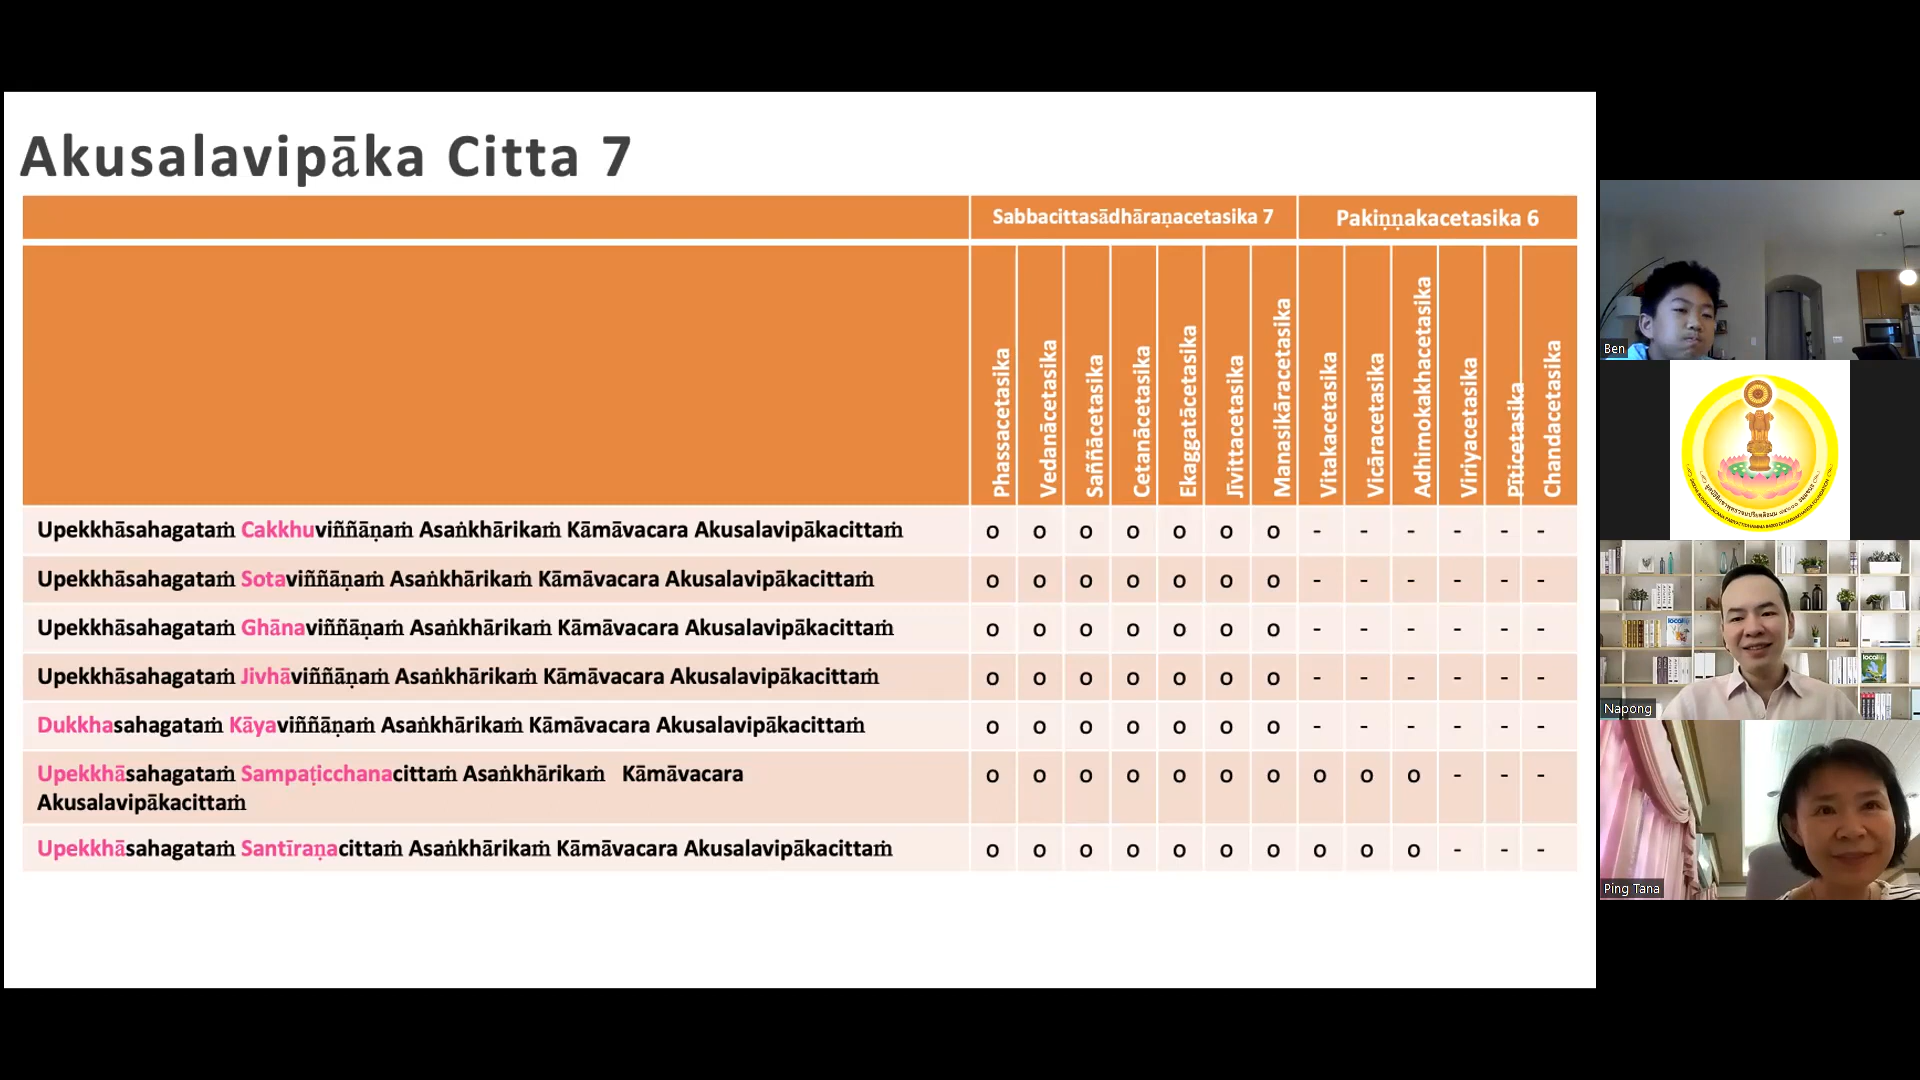 Akusalavipāka Citta 7
Sabbacittasādhāraṇacetasika 7 Pakiṇṇakacetasika 6
Phassacetasika Vedanācetasika Saññācetasika Cetanācetasika Ekaggatācetasika Jīvittacetasika Manasikāracetasika Vitakacetasika Vicāracetasika Adhimokakhacetasika Viriyacetasika Pīticetasika Chandacetasika
Upekkhāsahagataṁ Cakkhuviññāṇaṁ Asaṅkhārikaṁ Kāmāvacara Akusalavipākacittaṁ o o o o o o o - - - - - -
Upekkhāsahagataṁ Sotaviññāṇaṁ Asaṅkhārikaṁ Kāmāvacara Akusalavipākacittaṁ o o o o o o o - - - - - -
Upekkhāsahagataṁ Ghānaviññāṇaṁ Asaṅkhārikaṁ Kāmāvacara Akusalavipākacittaṁ o o o o o o o - - - - - -
Upekkhāsahagataṁ Jivhāviññāṇaṁ Asaṅkhārikaṁ Kāmāvacara Akusalavipākacittaṁ o o o o o o o - - - - - -
Dukkhasahagataṁ Kāyaviññāṇaṁ Asaṅkhārikaṁ Kāmāvacara Akusalavipākacittaṁ o o o o o o o - - - - - -
Upekkhāsahagataṁ Sampaṭicchanacittaṁ Asaṅkhārikaṁ Kāmāvacara
Akusalavipākacittaṁ o o o o o o o o o o - - -
Upekkhāsahagataṁ Santīraṇacittaṁ Asaṅkhārikaṁ Kāmāvacara Akusalavipākacittaṁ o o o o o o o o o o - - -
Ben
Napong
Ping Tana